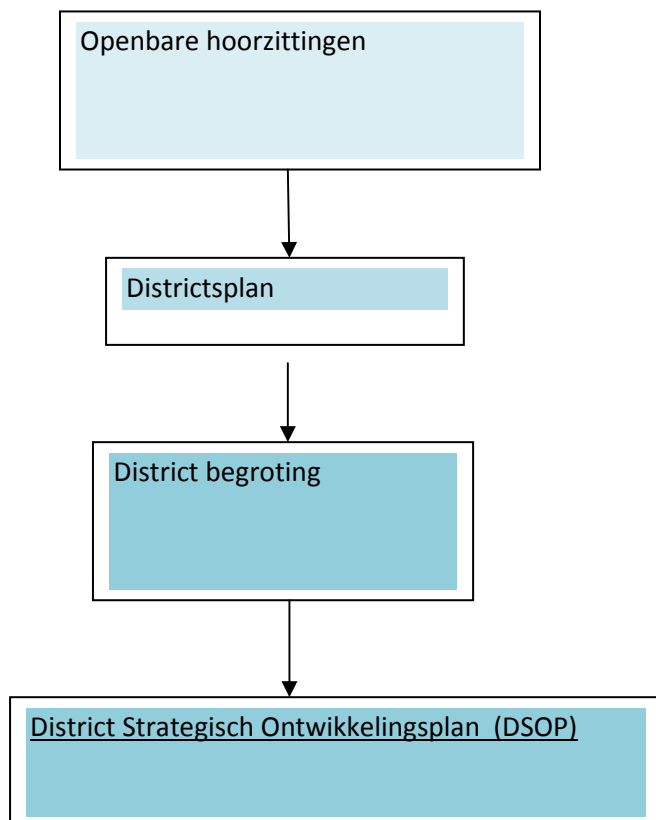 Openbare hoorzittingen
Districtsplan
District begroting
District Strategisch Ontwikkelingsplan (DSOP)